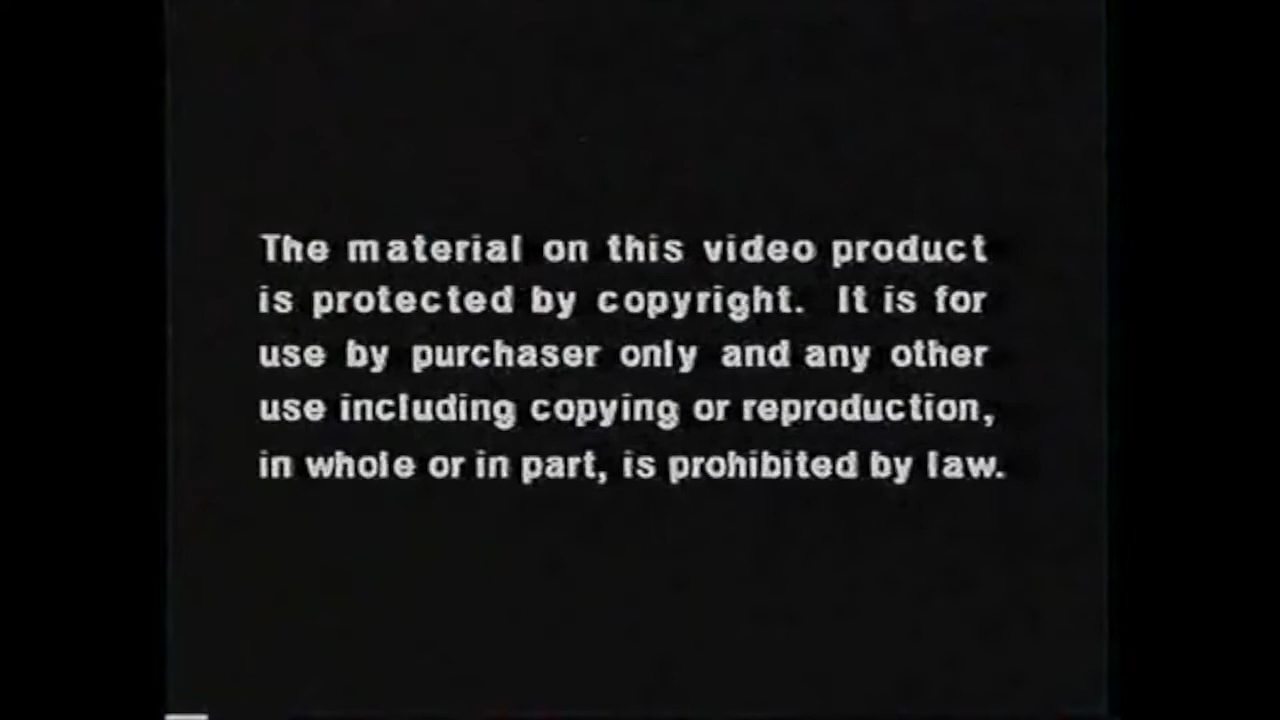 The material on this video product
is protected by copyright. It is for
use by purchaser only and any other
use including copying or reproduction,
in whole or in part, is prohibited by law.